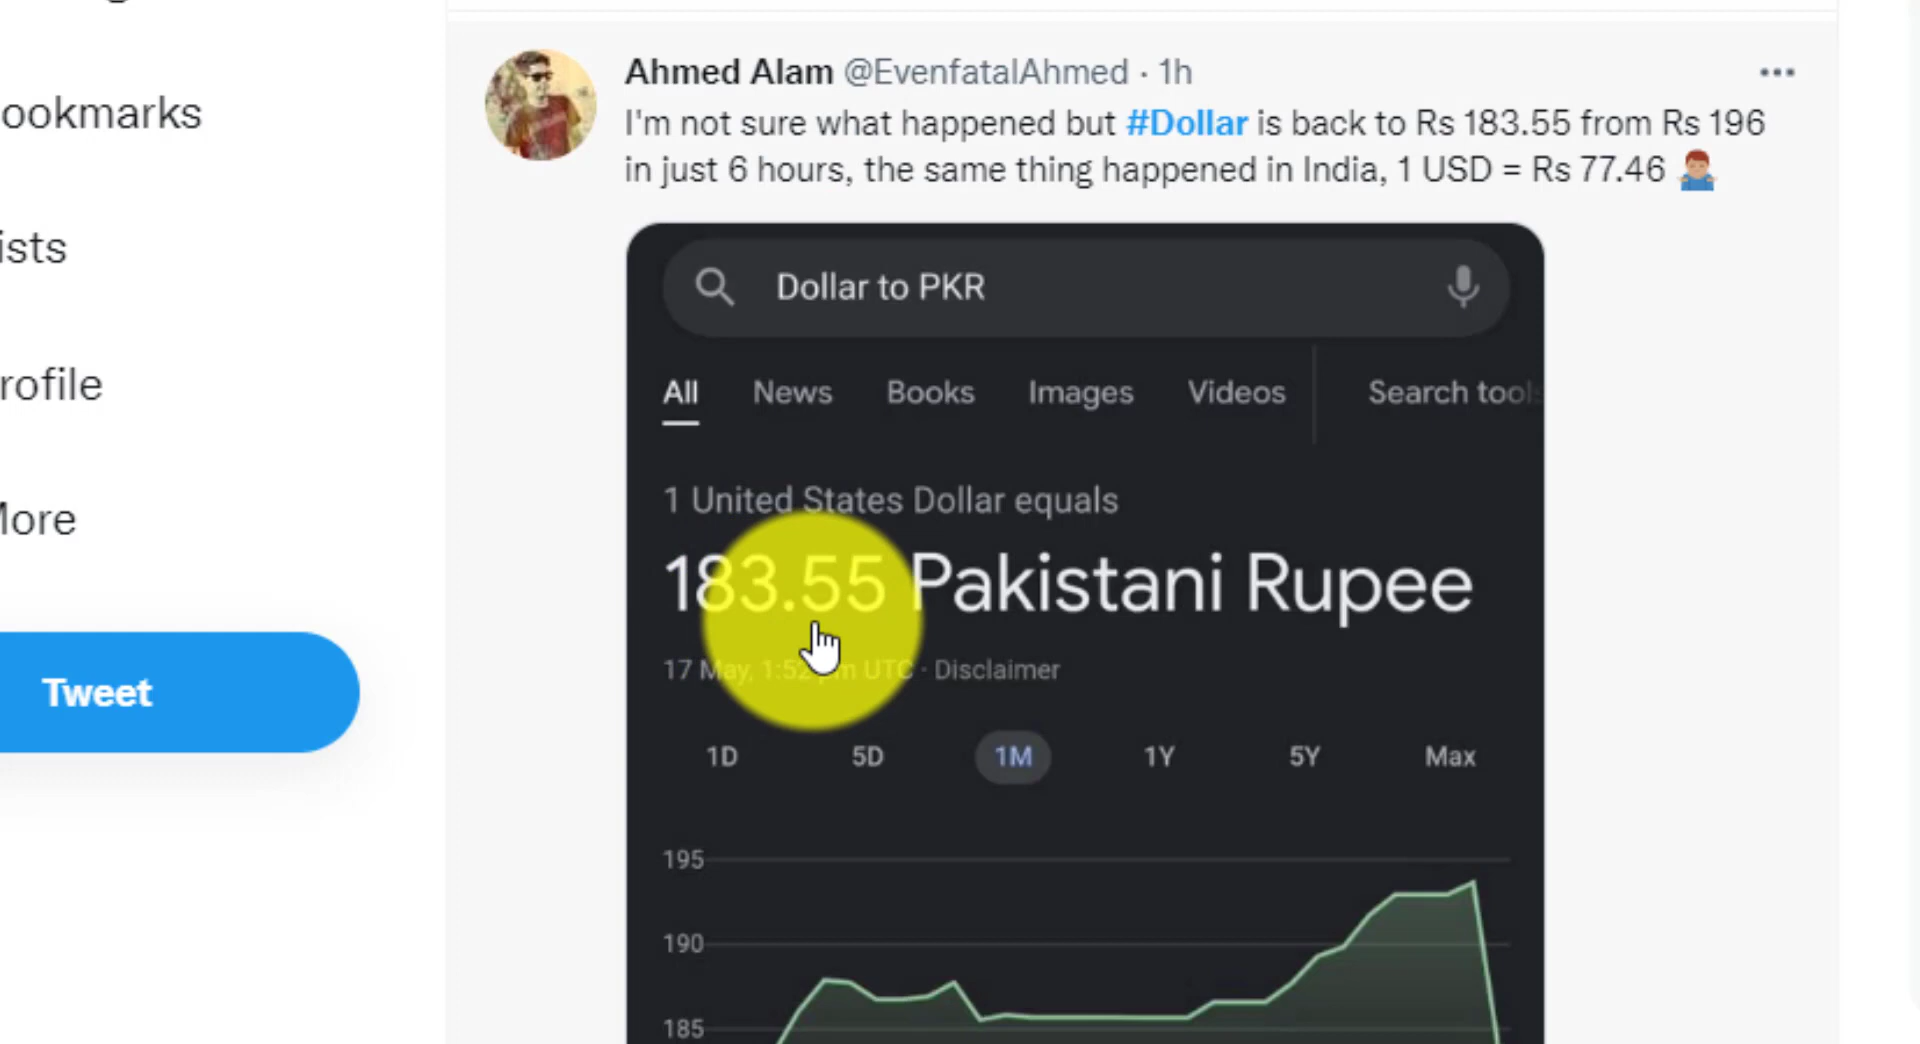 ookmarks
ists
rofile
More
Tweet
Ahmed Alam @EvenfatalAhmed · 1h
I'm not sure what happened but #Dollar is back to Rs 183.55 from Rs 196
in just 6 hours, the same thing happened in India, 1 USD = Rs 77.46
Dollar to PKR
All News Books Images Videos Search tools
1 United States Dollar equals
183.55 Pakistani Rupee
17 May, 1:52 pm UTC · Disclaimer
1D 5D 1M 1Y 5Y Max
195
190
185